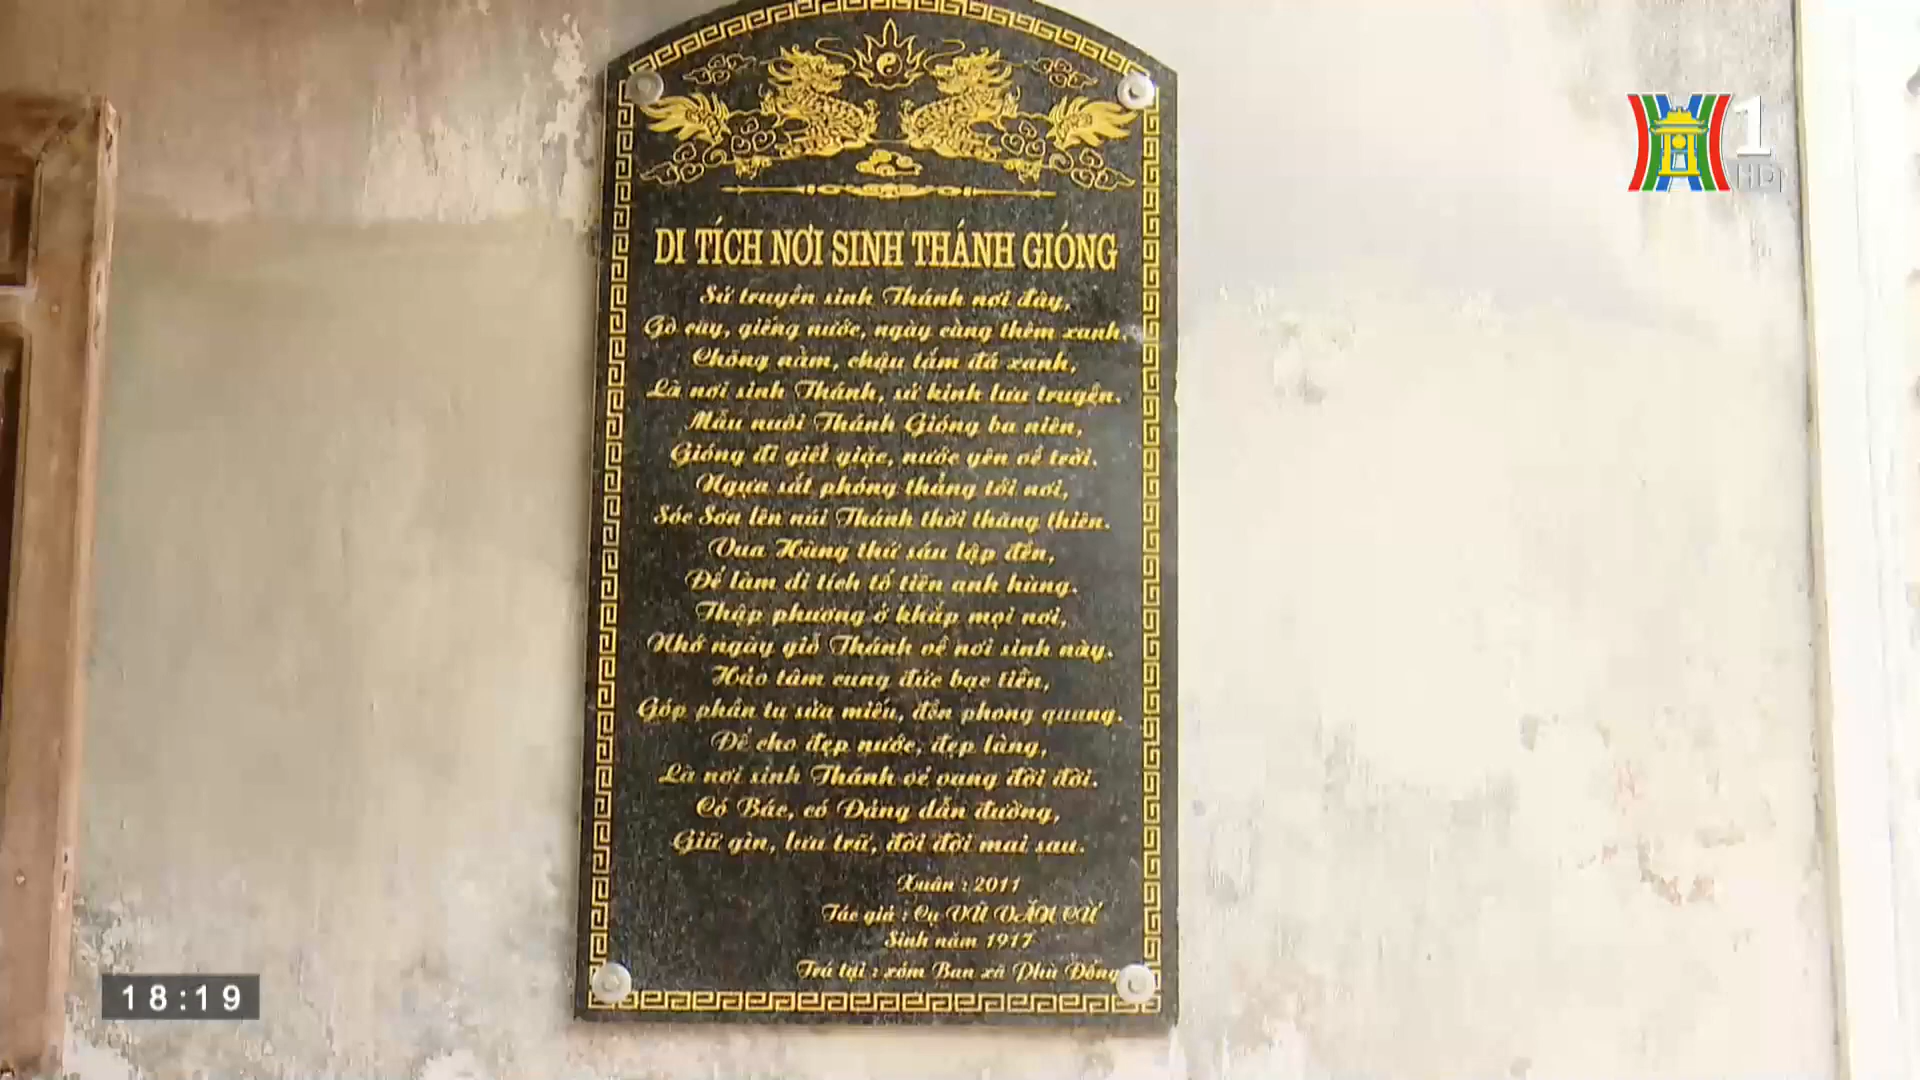 1
HD
DI TÍCH NƠI SINH THÁNH GIÓNG
Sử truyền sinh Thánh nơi đây,
Gò cây, giếng nước, ngày càng thêm xanh.
Chõng nằm, chậu tắm đá xanh,
Là nơi sinh Thánh, sử kinh lưu truyền.
Mẫu nuôi Thánh Gióng ba niên,
Gióng đi giết giặc, nước yên về trời.
Ngựa sắt phóng thẳng tới nơi,
Sóc Sơn lên núi Thánh thời thăng thiên.
Vua Hùng thứ sáu lập đền,
Để làm di tích tổ tiên anh hùng.
Thập phương ở khắp mọi nơi,
Nhớ ngày giỗ Thánh về nơi sinh này.
Hảo tâm cung đức bạc tiền,
Góp phần tu sửa miếu, đền phong quang.
Để cho đẹp nước, đẹp làng,
Là nơi sinh Thánh vẻ vang đời đời.
Có Bác, có Đảng dẫn đường,
Giữ gìn, lưu trữ, đời đời mai sau.
Xuân : 2011
Tác giả : Cụ VŨ VĂN CỪ
Sinh năm 1917
Trú tại : xóm Ban xã Phù Đổng
18:19